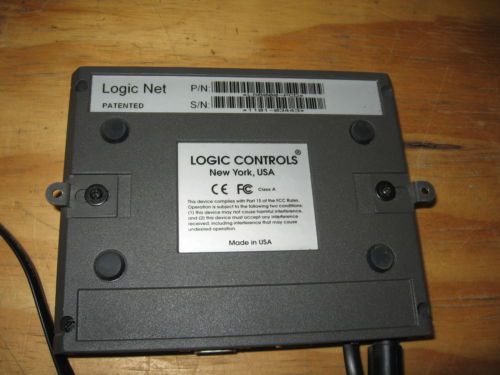 Logic Net
PATENTED
P/N:
S/N:
LOGIC CONTROLS®
New York, USA
CE FC Class A
This device complies with Part 15 of the FCC Rules.
Operation is subject to the following two conditions:
(1) this device may not cause harmful interference,
and (2) this device must accept any interference
received, including interference that may cause
undesired operation.
Made in USA